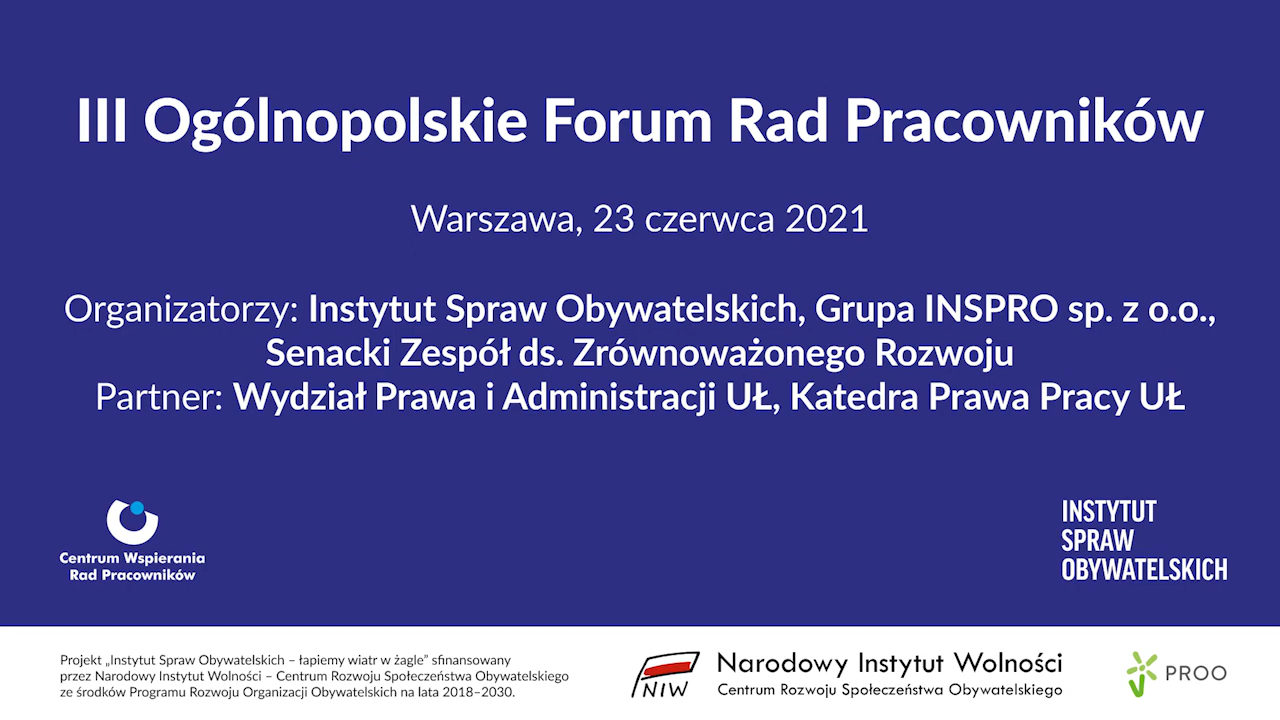 III Ogólnopolskie Forum Rad Pracowników
Warszawa, 23 czerwca 2021
Organizatorzy: Instytut Spraw Obywatelskich, Grupa INSPRO sp. z o.o.,
Senacki Zespół ds. Zrównoważonego Rozwoju
Partner: Wydział Prawa i Administracji UŁ, Katedra Prawa Pracy UŁ
Centrum Wspierania
Rad Pracowników
INSTYTUT
SPRAW
OBYWATELSKICH
Projekt „Instytut Spraw Obywatelskich – łapiemy wiatr w żagle” sfinansowany
przez Narodowy Instytut Wolności – Centrum Rozwoju Społeczeństwa Obywatelskiego
ze środków Programu Rozwoju Organizacji Obywatelskich na lata 2018–2030.
NIW
Narodowy Instytut Wolności
Centrum Rozwoju Społeczeństwa Obywatelskiego
PROO